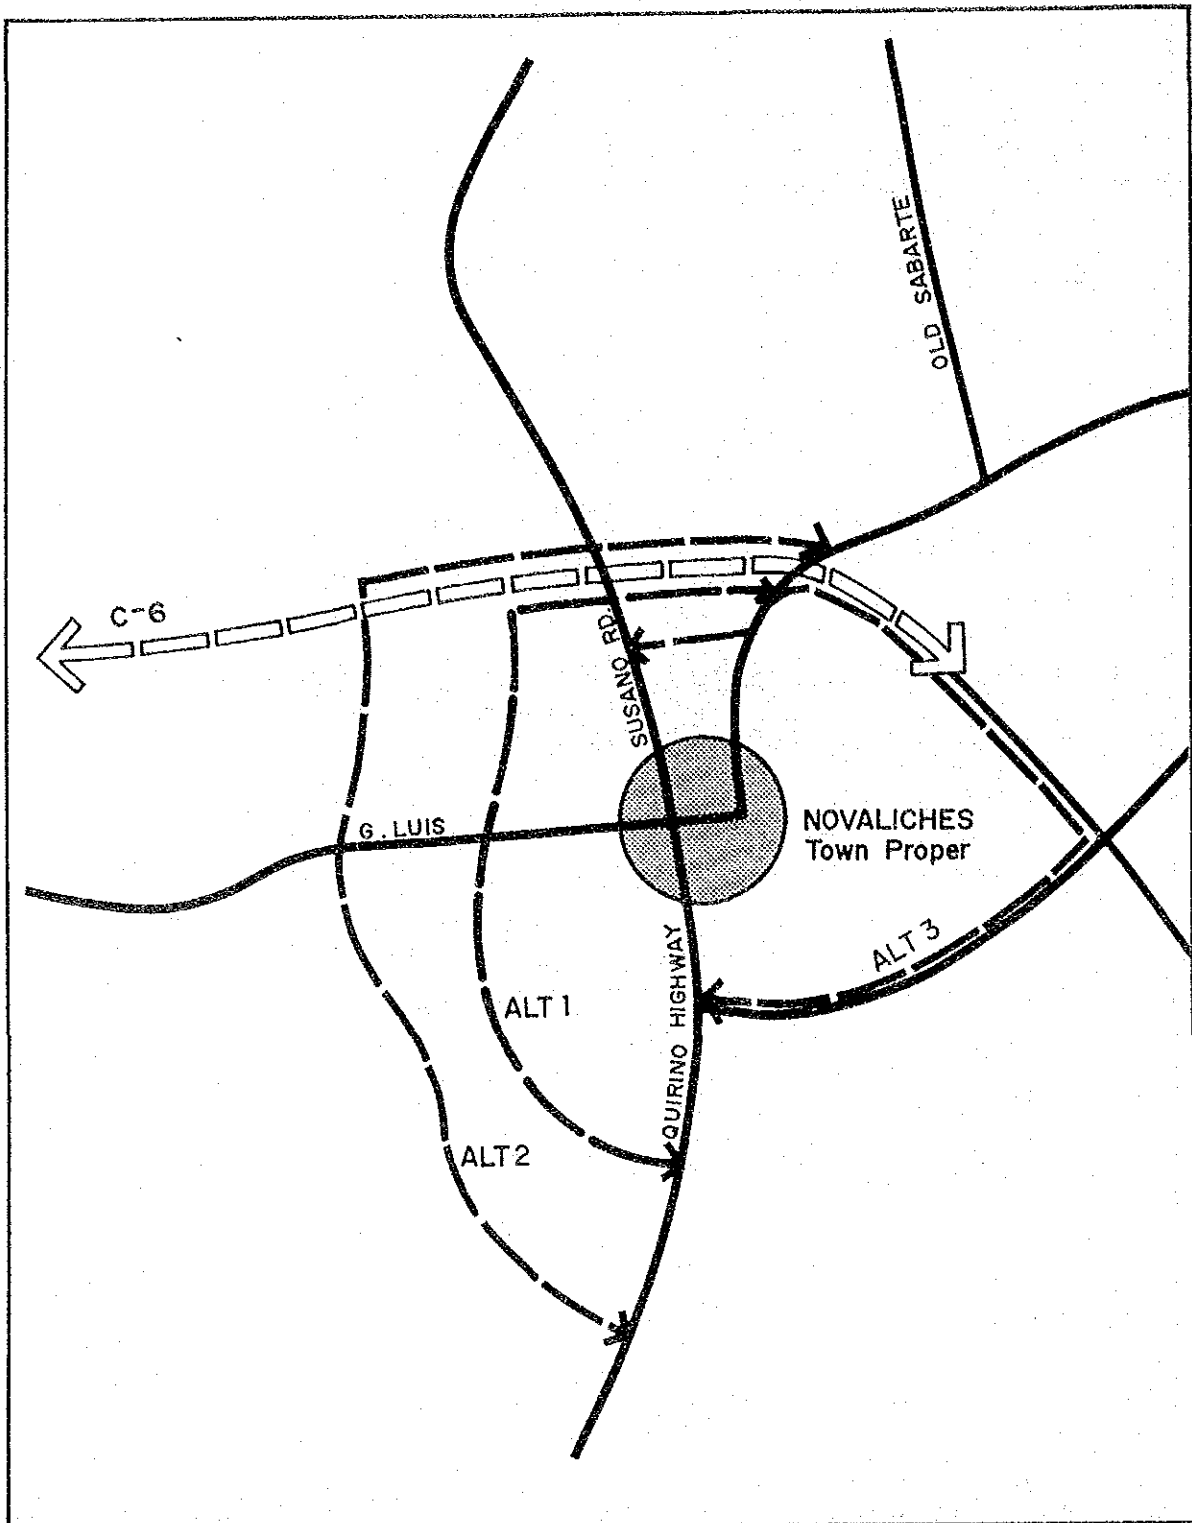 OLD SABARTE
C-6
SUSANO RD.
G. LUIS
NOVALICHES
Town Proper
ALT 3
QUIRINO HIGHWAY
ALT 1
ALT 2